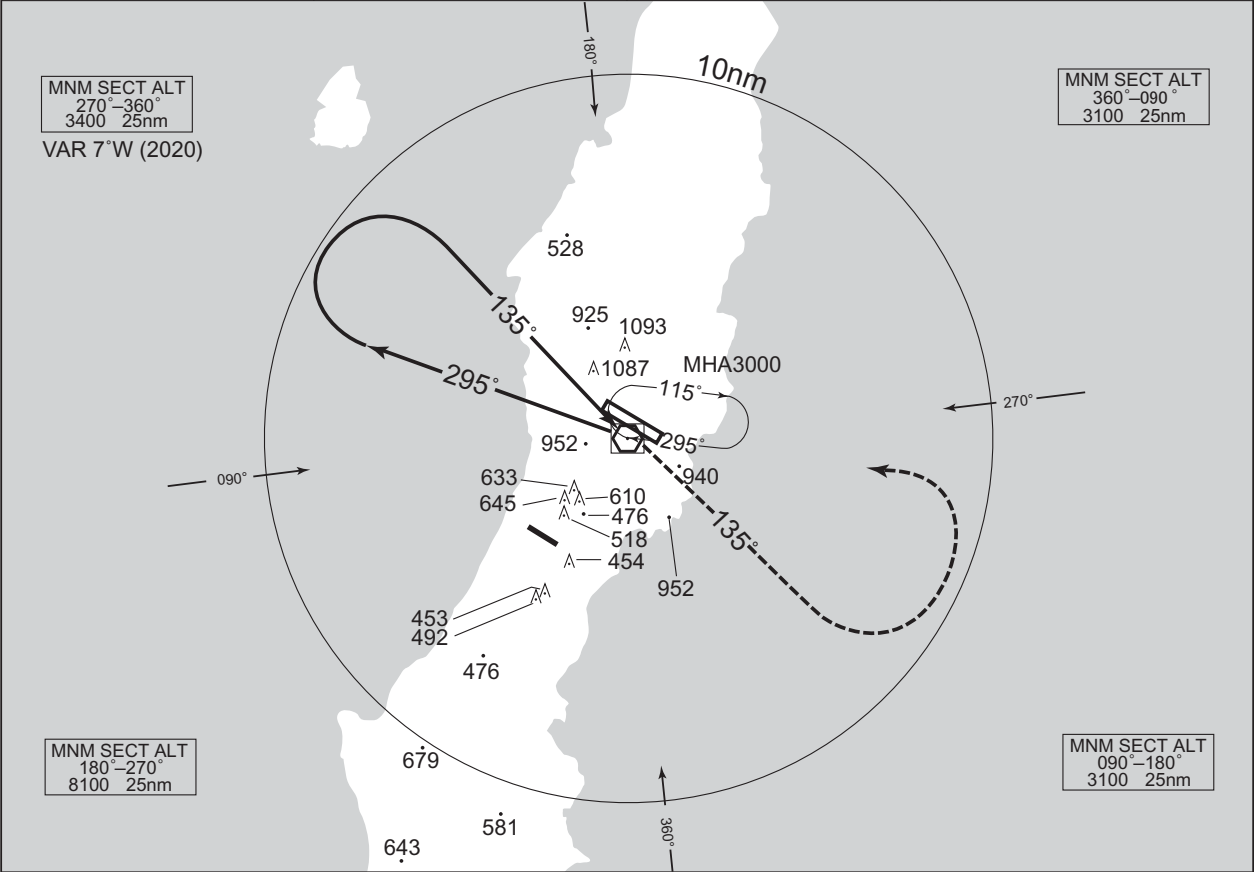 180°
10nm
MNM SECT ALT
270°–360°
3400 25nm
VAR 7°W (2020)
MNM SECT ALT
360°–090°
3100 25nm
528
925
1093
1087
MHA3000
135°
115°
295°
295°
270°
952
940
090°
633
645
610
476
518
454
135°
952
453
492
476
MNM SECT ALT
180°–270°
8100 25nm
679
581
643
360°
MNM SECT ALT
090°–180°
3100 25nm